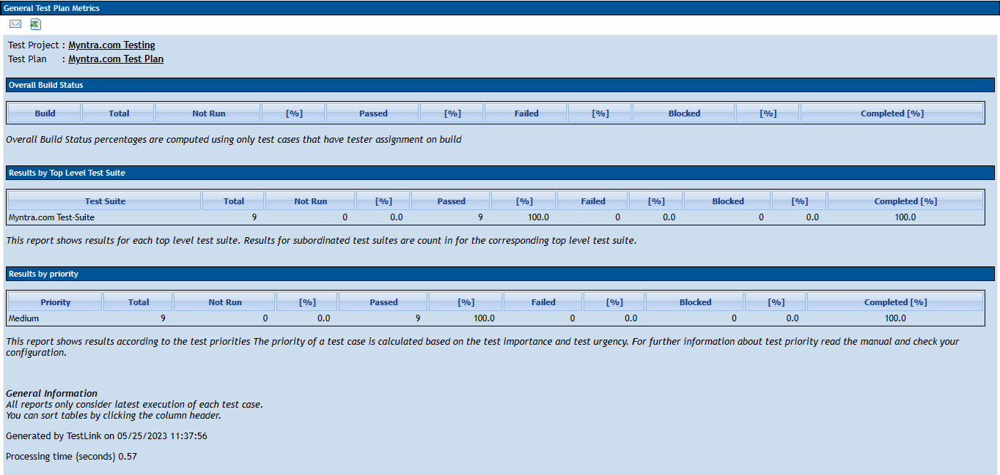 General Test Plan Metrics
Test Project : Myntra.com Testing
Test Plan : Myntra.com Test Plan
Overall Build Status
Build Total Not Run [%] Passed [%] Failed [%] Blocked [%] Completed [%]
Overall Build Status percentages are computed using only test cases that have tester assignment on build
Results by Top Level Test Suite
Test Suite Total Not Run [%] Passed [%] Failed [%] Blocked [%] Completed [%]
Myntra.com Test-Suite 9 0 0.0 9 100.0 0 0.0 0 0.0 100.0
This report shows results for each top level test suite. Results for subordinated test suites are count in for the corresponding top level test suite.
Results by priority
Priority Total Not Run [%] Passed [%] Failed [%] Blocked [%] Completed [%]
Medium 9 0 0.0 9 100.0 0 0.0 0 0.0 100.0
This report shows results according to the test priorities The priority of a test case is calculated based on the test importance and test urgency. For further information about test priority read the manual and check your
configuration.
General Information
All reports only consider latest execution of each test case.
You can sort tables by clicking the column header.
Generated by TestLink on 05/25/2023 11:37:56
Processing time (seconds) 0.57